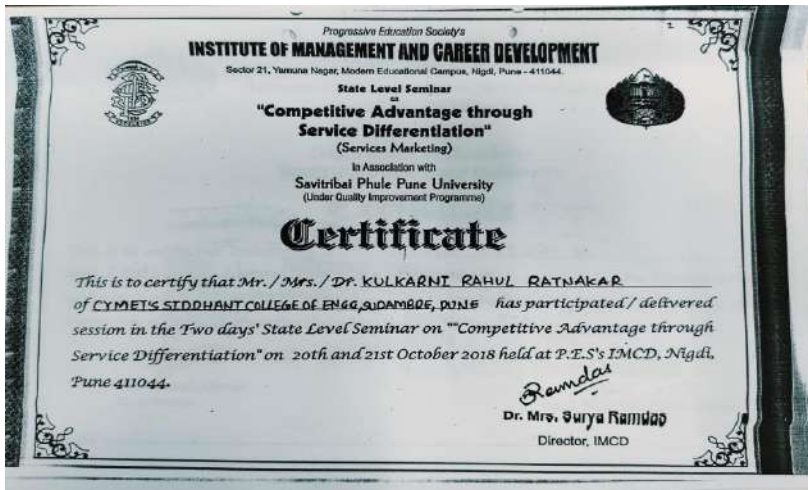 Progressive Education Society's
INSTITUTE OF MANAGEMENT AND CAREER DEVELOPMENT
Sector 21, Yamuna Nagar, Modern Educational Campus, Nigdi, Pune - 411044.
State Level Seminar
on
"Competitive Advantage through
Service Differentiation"
(Services Marketing)
In Association with
Savitribai Phule Pune University
(Under Quality Improvement Programme)
Certificate
This is to certify that Mr. / Mrs. / Dr. KULKARNI RAHUL RATNAKAR
of CYMET'S SIDDHANT COLLEGE OF ENGG, SUDAMBRE, PUNE has participated / delivered
session in the Two days' State Level Seminar on ""Competitive Advantage through
Service Differentiation" on 20th and 21st October 2018 held at P.E.S's IMCD, Nigdi,
Pune 411044.
Ramdas
Dr. Mrs. Surya Ramdas
Director, IMCD